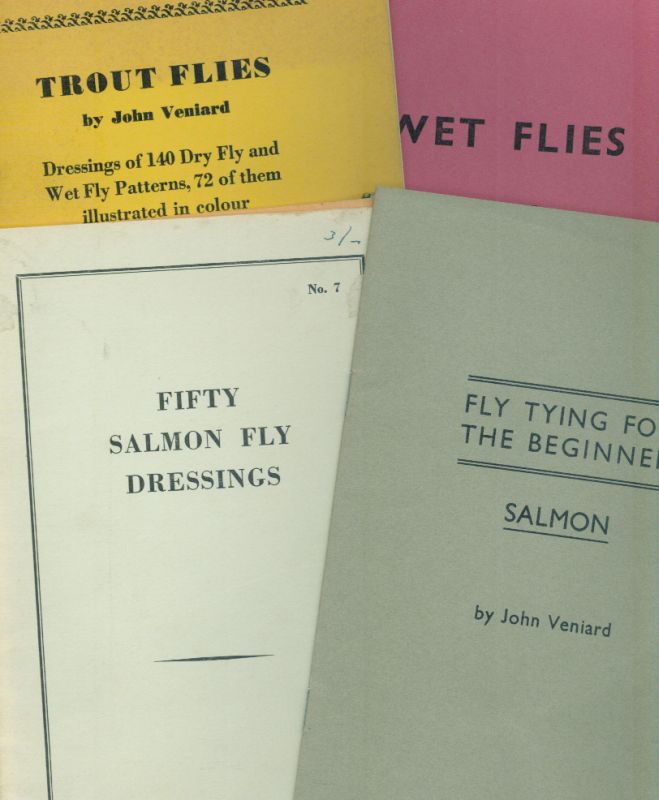 TROUT FLIES
by John Veniard
Dressings of 140 Dry Fly and
Wet Fly Patterns, 72 of them
illustrated in colour
WET FLIES
3/-
No. 7
FIFTY
SALMON FLY
DRESSINGS
FLY TYING FO
THE BEGINNE
SALMON
by John Veniard